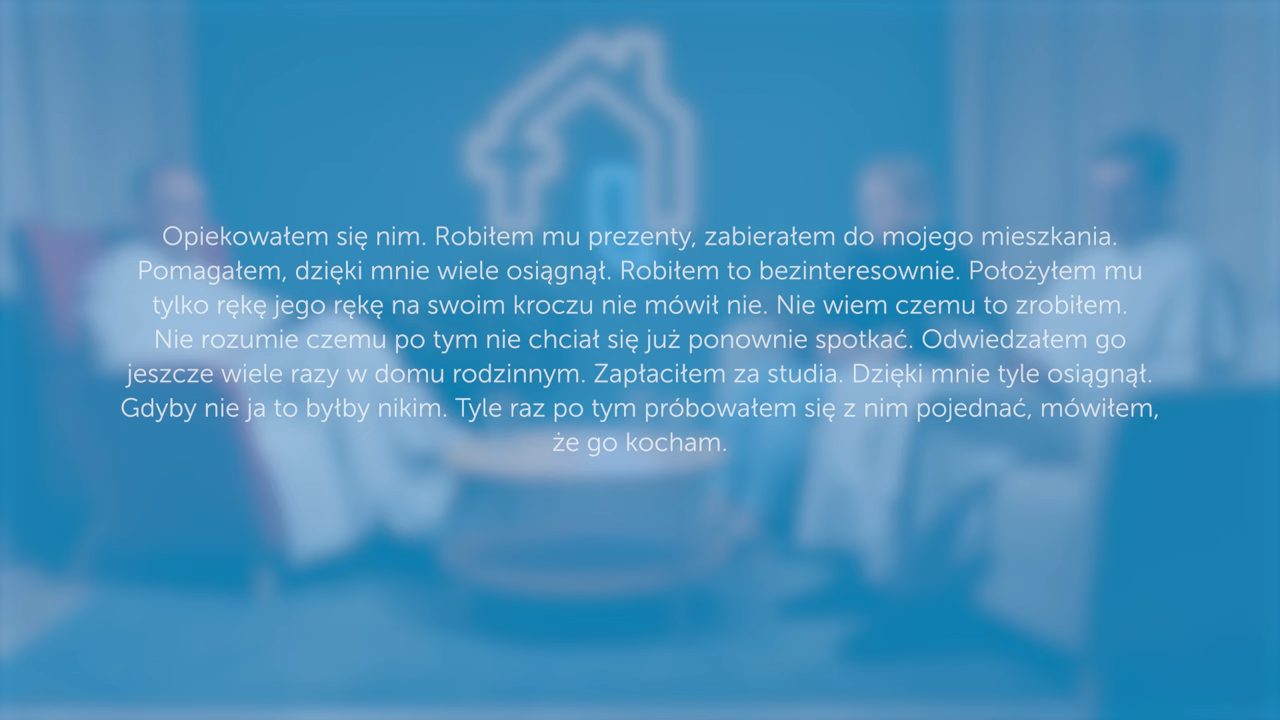 Opiekowałem się nim. Robiłem mu prezenty, zabierałem do mojego mieszkania.
Pomagałem, dzięki mnie wiele osiągnął. Robiłem to bezinteresownie. Położyłem mu
tylko rękę jego rękę na swoim kroczu nie mówił nie. Nie wiem czemu to zrobiłem.
Nie rozumie czemu po tym nie chciał się już ponownie spotkać. Odwiedzałem go
jeszcze wiele razy w domu rodzinnym. Zapłaciłem za studia. Dzięki mnie tyle osiągnął.
Gdyby nie ja to byłby nikim. Tyle raz po tym próbowałem się z nim pojednać, mówiłem,
że go kocham.